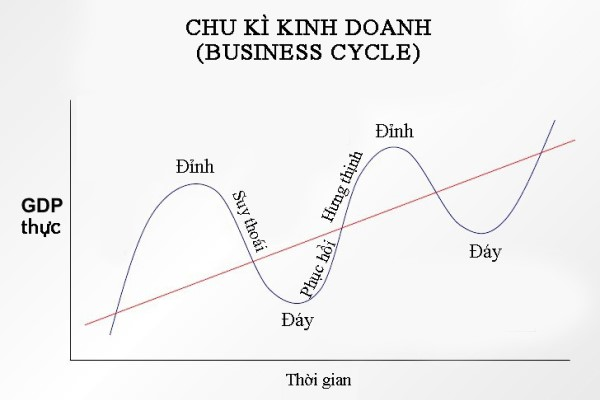 CHU KÌ KINH DOANH
(BUSINESS CYCLE)
Đỉnh
Đỉnh
Hưng thịnh
Suy thoái
GDP
thực
Phục hồi
Đáy
Đáy
Thời gian